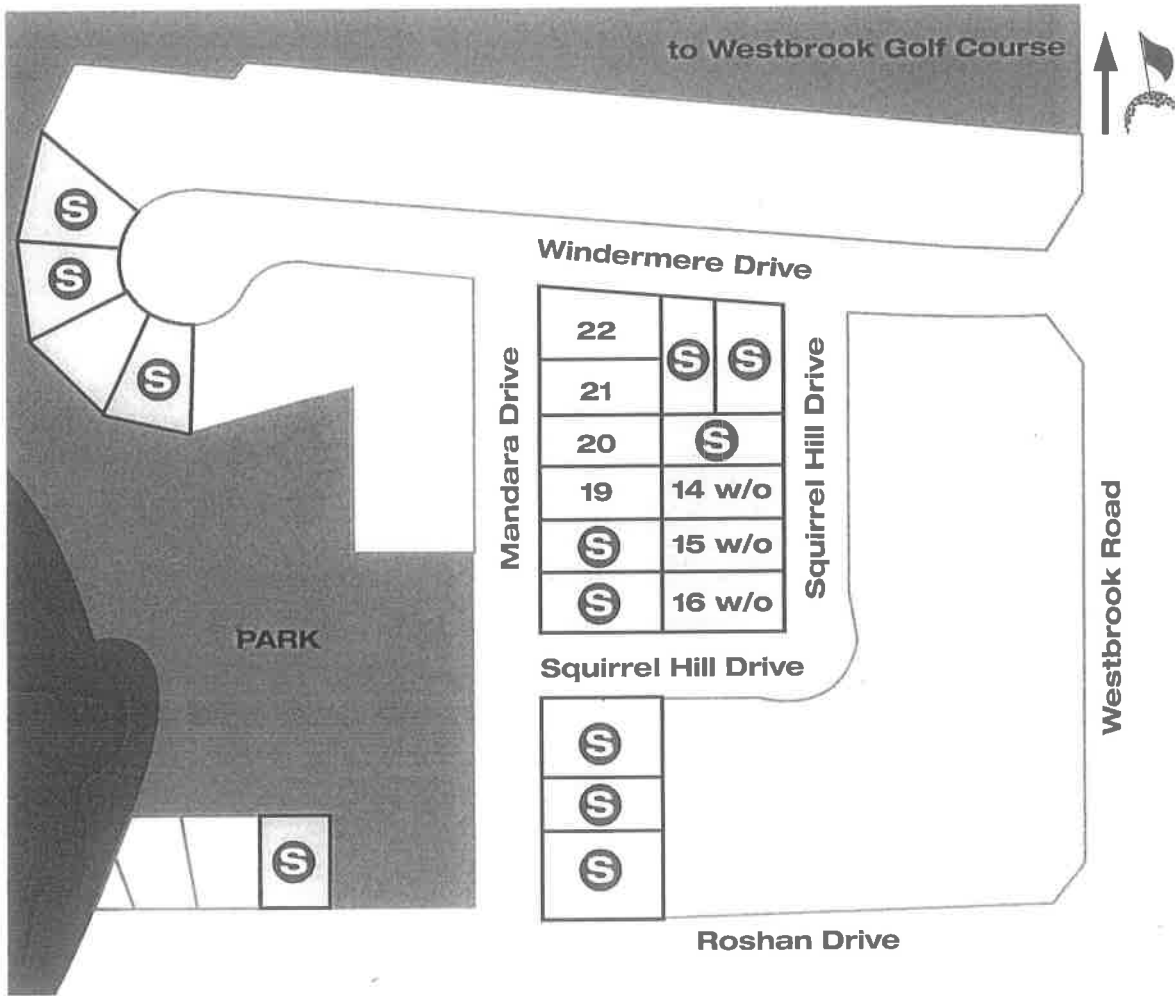 to Westbrook Golf Course
S
S
S
Windermere Drive
Mandara Drive
22
21
20
19
S
S
S
S
S
14 w/o
15 w/o
16 w/o
Squirrel Hill Drive
Westbrook Road
PARK
Squirrel Hill Drive
S
S
S
S
Roshan Drive